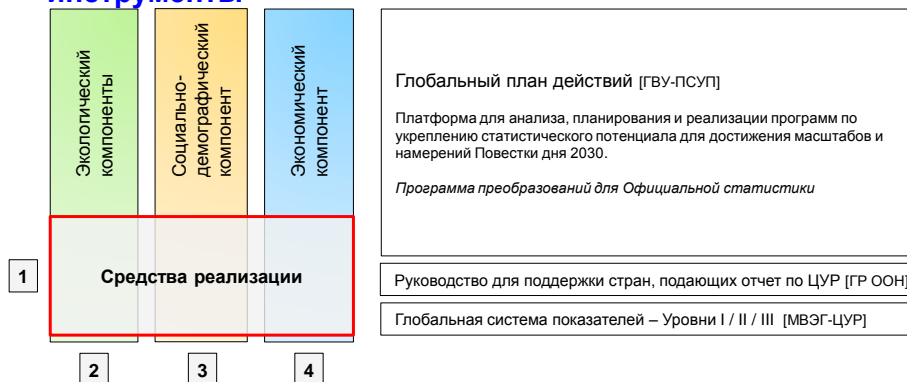 Экологический
компоненты
Социально-
демографический
компонент
Экономический
компонент
Глобальный план действий [ГВУ-ПСУП]
Платформа для анализа, планирования и реализации программ по
укреплению статистического потенциала для достижения масштабов и
намерений Повестки дня 2030.
Программа преобразований для Официальной статистики
1
Средства реализации
Руководство для поддержки стран, подающих отчет по ЦУР [ГР ООН]
Глобальная система показателей – Уровни I / II / III [МВЭГ-ЦУР]
2
3
4